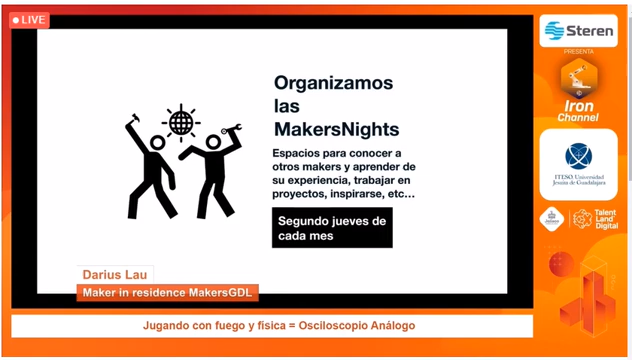 LIVE
Organizamos
las
MakersNights
Espacios para conocer a
otros makers y aprender de
su experiencia, trabajar en
proyectos, inspirarse, etc...
Segundo jueves de
cada mes
Darius Lau
Maker in residence MakersGDL
Jugando con fuego y física = Osciloscopio Análogo
Steren
PRESENTA
Iron
Channel
ITESO Universidad
Jesuita de Guadalajara
Jalisco
Talent
Land
Digital